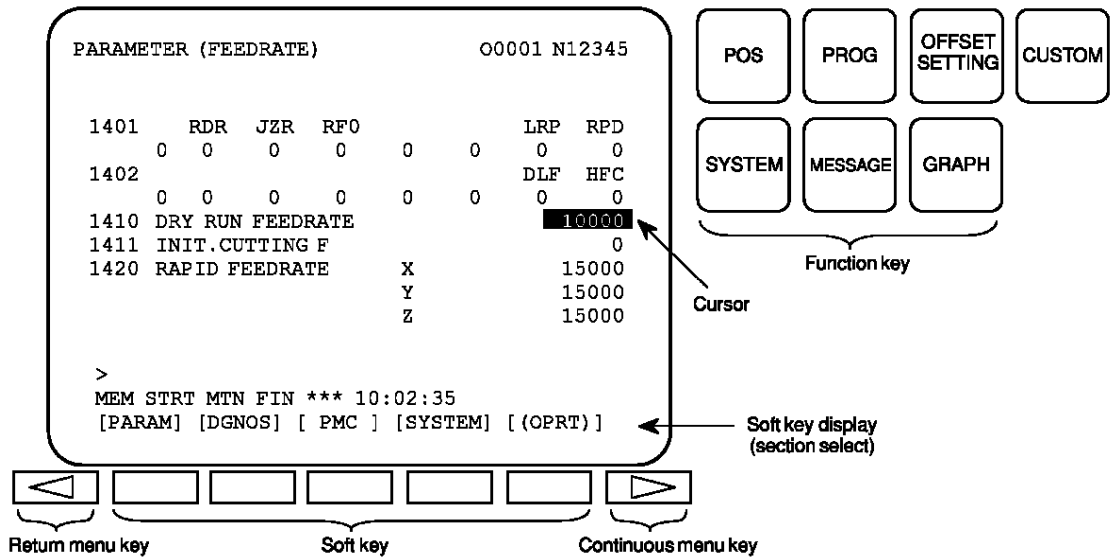 PARAMETER (FEEDRATE) O0001 N12345
1401 RDR JZR RF0 LRP RPD
0 0 0 0 0 0 0 0
1402 DLF HFC
0 0 0 0 0 0 0 0
1410 DRY RUN FEEDRATE 10000
1411 INIT.CUTTING F 0
1420 RAPID FEEDRATE X 15000
Y 15000
Z 15000
>
MEM STRT MTN FIN *** 10:02:35
[PARAM] [DGNOS] [ PMC ] [SYSTEM] [(OPRT)]
POS
PROG
OFFSET
SETTING
CUSTOM
SYSTEM
MESSAGE
GRAPH
Function key
Cursor
Soft key display
(section select)
Return menu key
Soft key
Continuous menu key